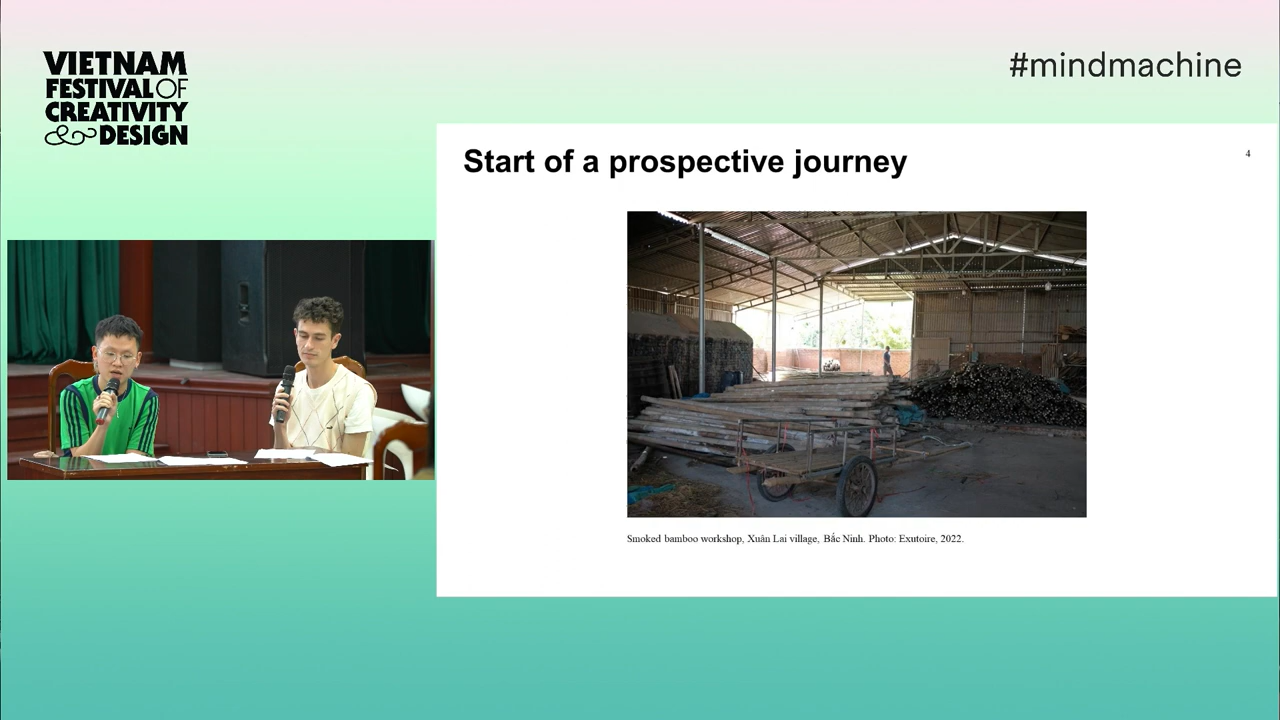 VIETNAM
FESTIVAL OF
CREATIVITY
& DESIGN
#mindmachine
Start of a prospective journey
4
Smoked bamboo workshop, Xuân Lai village, Bắc Ninh. Photo: Exutoire, 2022.